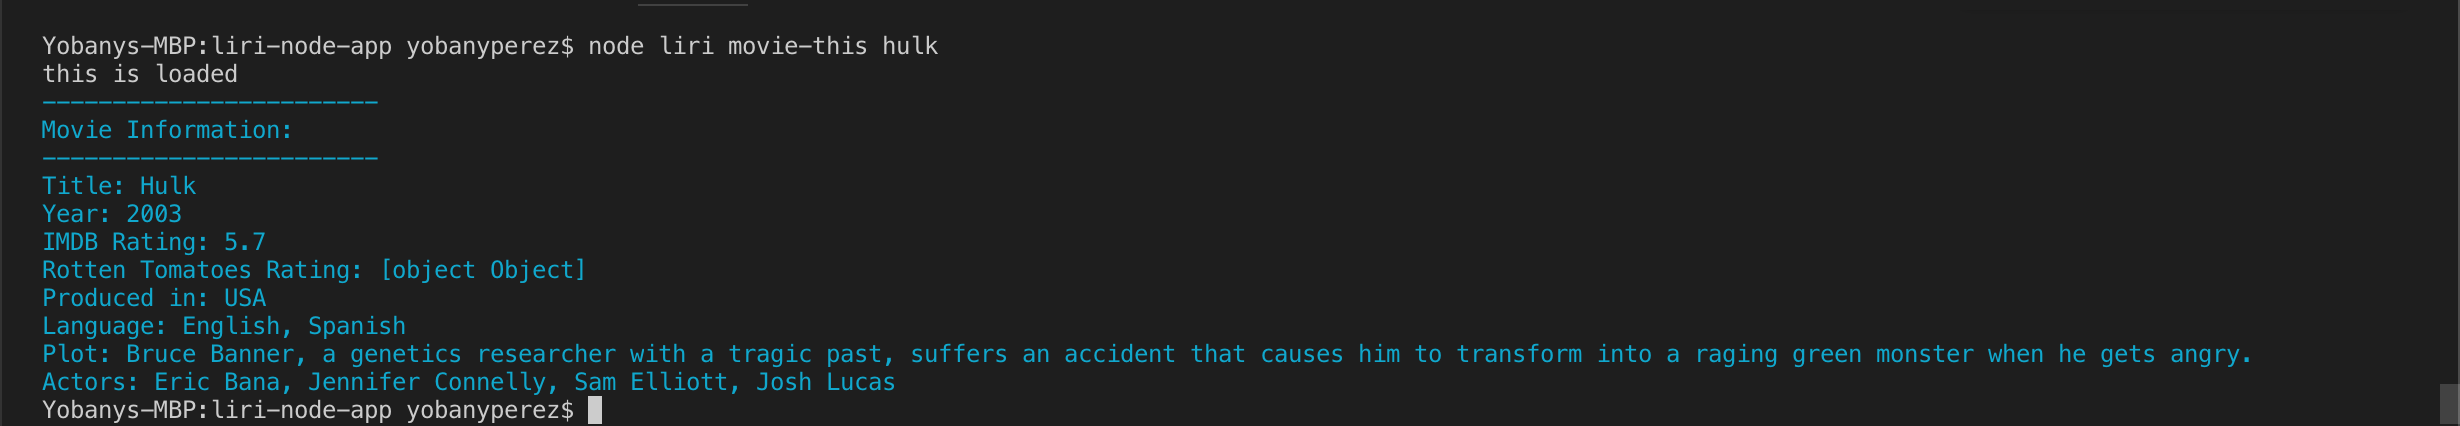 Yobanys-MBP:liri-node-app yobanyperez$ node liri movie-this hulk
this is loaded
------------------------
Movie Information:
------------------------
Title: Hulk
Year: 2003
IMDB Rating: 5.7
Rotten Tomatoes Rating: [object Object]
Produced in: USA
Language: English, Spanish
Plot: Bruce Banner, a genetics researcher with a tragic past, suffers an accident that causes him to transform into a raging green monster when he gets angry.
Actors: Eric Bana, Jennifer Connelly, Sam Elliott, Josh Lucas
Yobanys-MBP:liri-node-app yobanyperez$